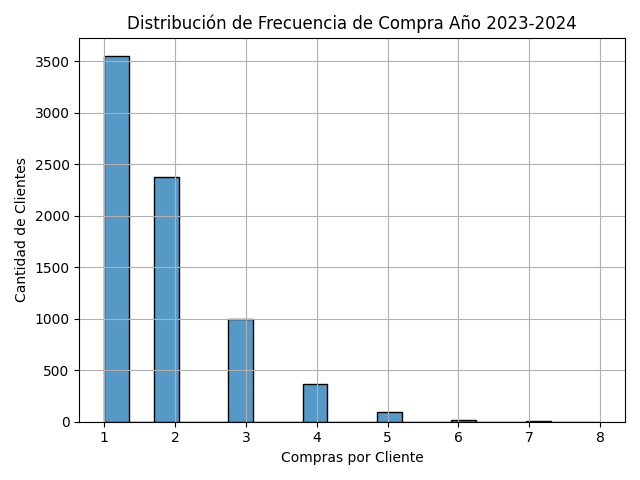 Distribución de Frecuencia de Compra Año 2023-2024
Cantidad de Clientes
3500
3000
2500
2000
1500
1000
500
0
1 2 3 4 5 6 7 8
Compras por Cliente